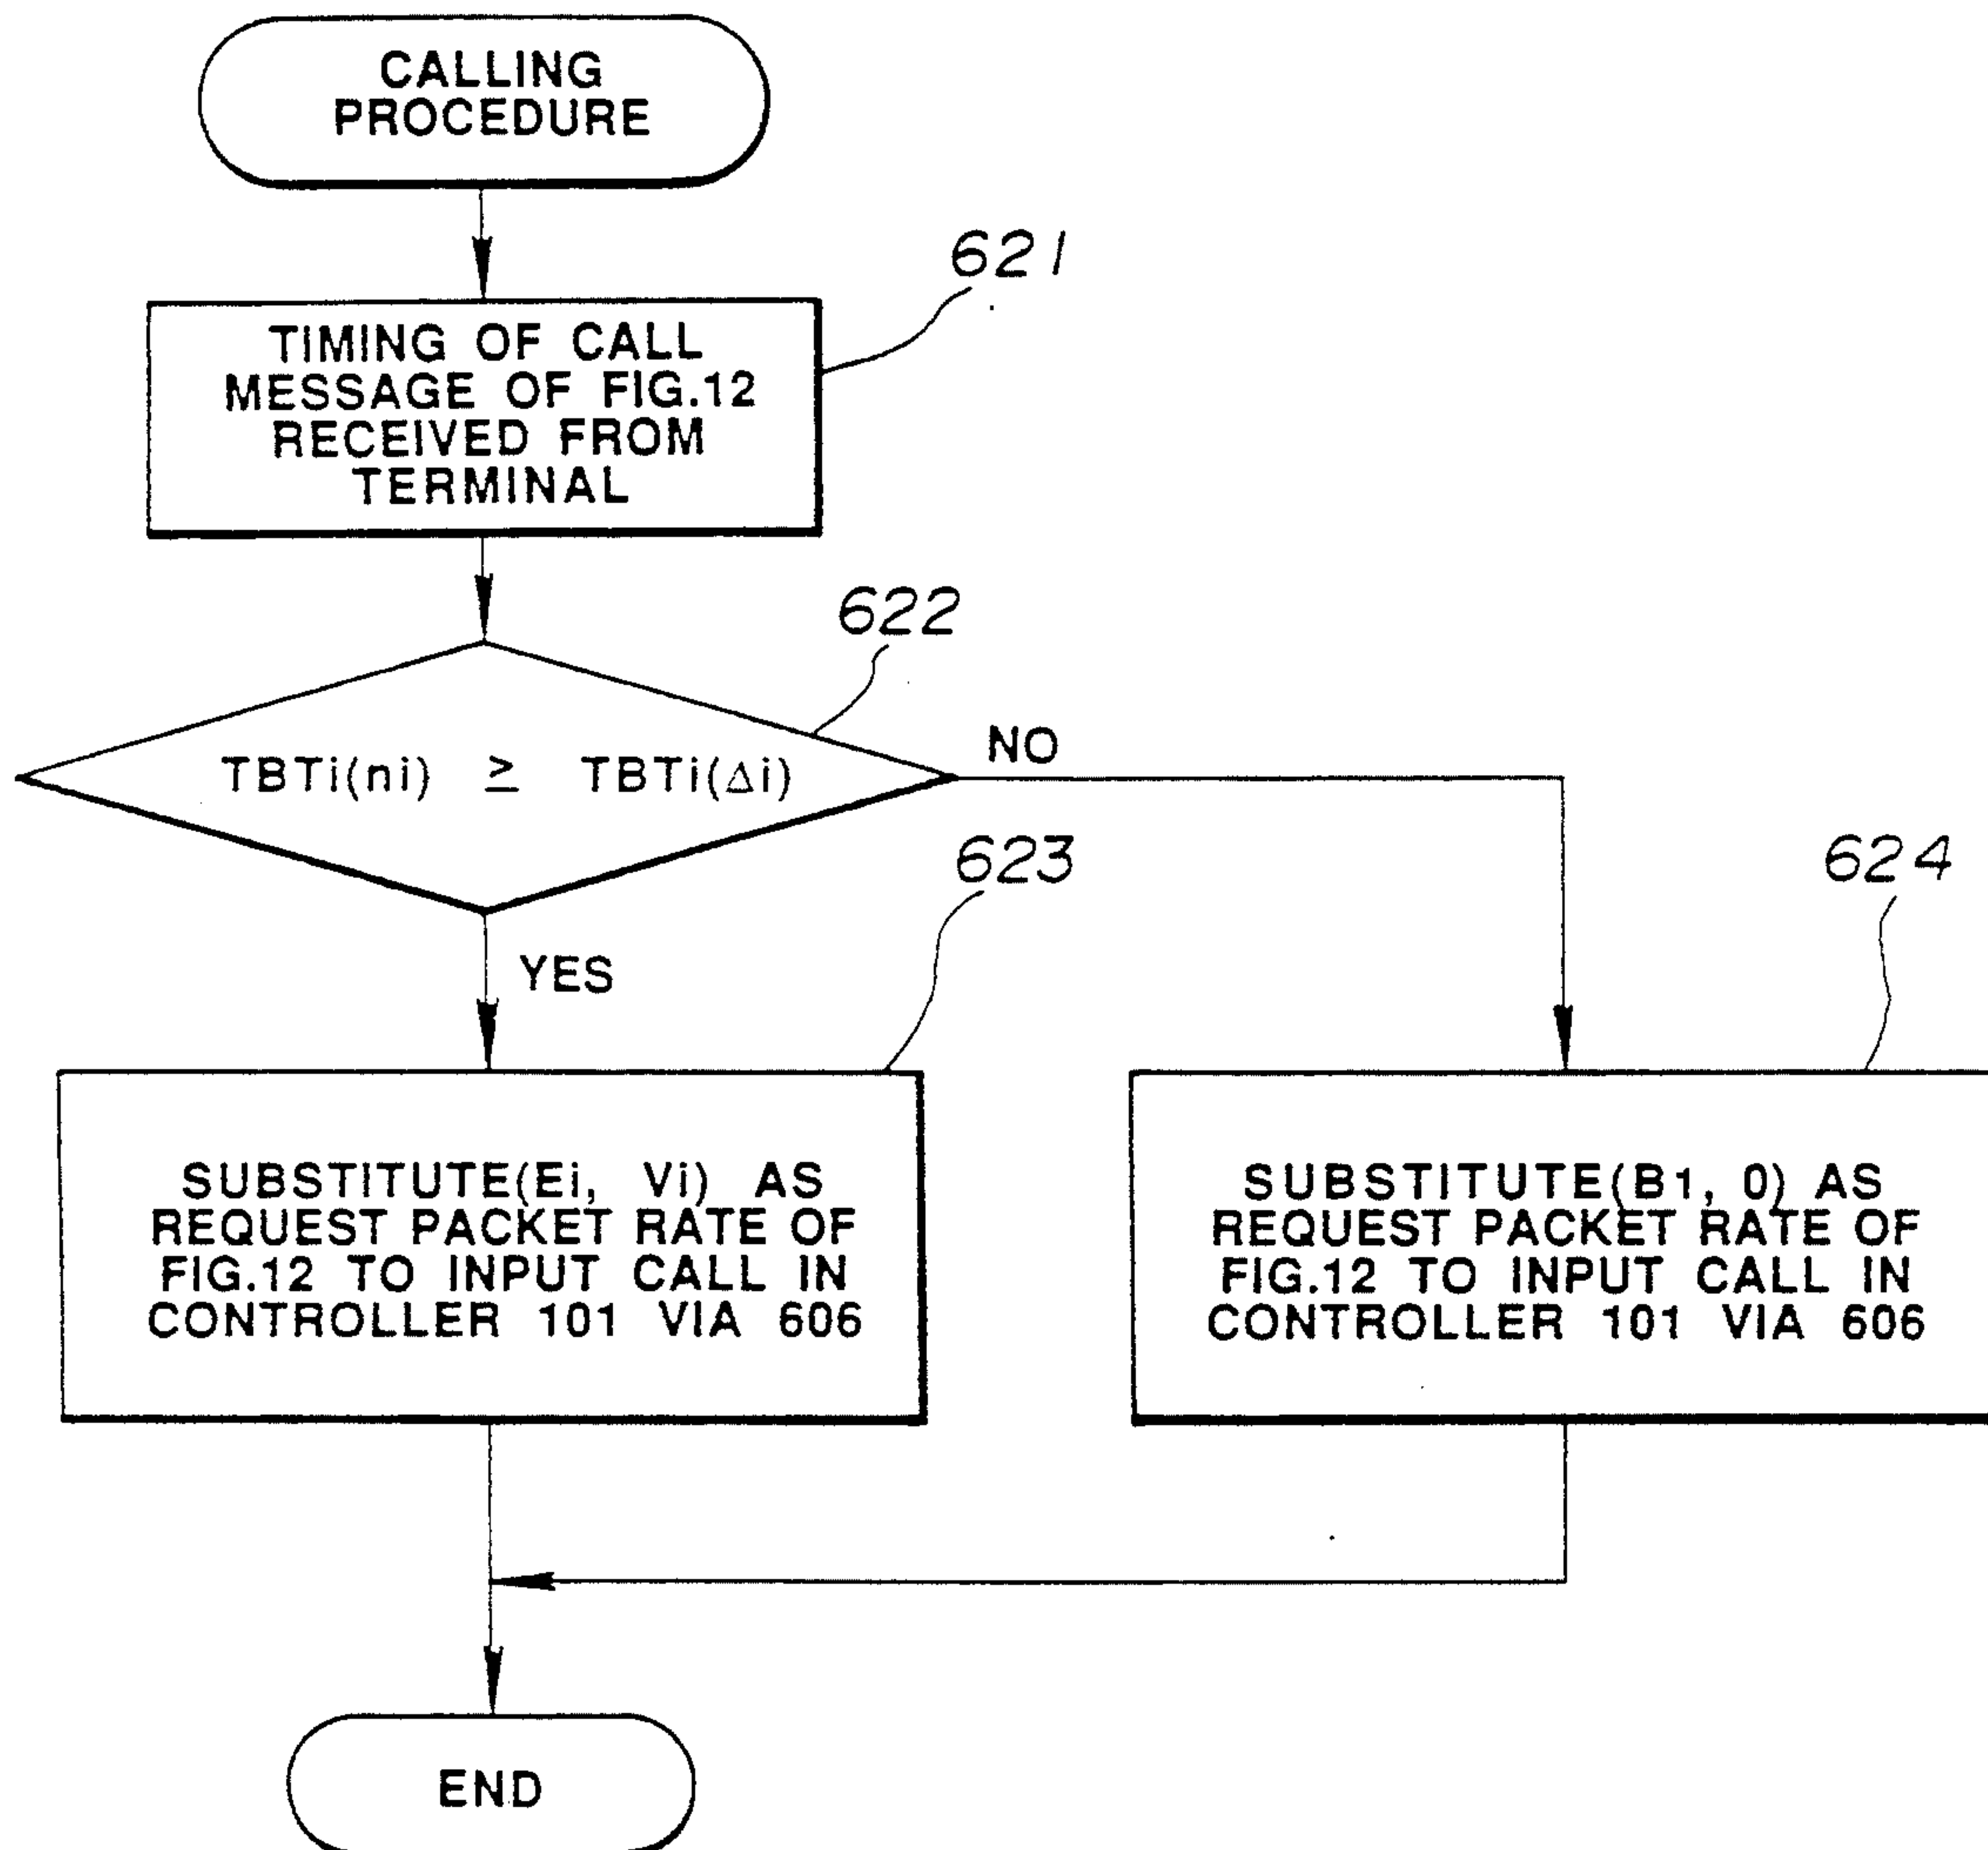 CALLING
PROCEDURE
621
TIMING OF CALL
MESSAGE OF FIG.12
RECEIVED FROM
TERMINAL
622
TBTi(ni) ≥ TBTi(Δi)
NO
623
624
YES
SUBSTITUTE(Ei, Vi) AS
REQUEST PACKET RATE OF
FIG.12 TO INPUT CALL IN
CONTROLLER 101 VIA 606
SUBSTITUTE(B1, 0) AS
REQUEST PACKET RATE OF
FIG.12 TO INPUT CALL IN
CONTROLLER 101 VIA 606
END